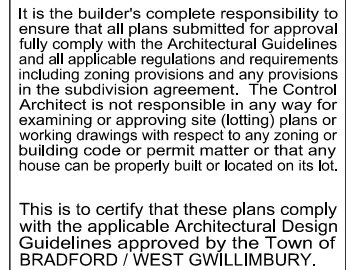 It is the builder's complete responsibility to
ensure that all plans submitted for approval
fully comply with the Architectural Guidelines
and all applicable regulations and requirements
including zoning provisions and any provisions
in the subdivision agreement. The Control
Architect is not responsible in any way for
examining or approving site (lotting) plans or
working drawings with respect to any zoning or
building code or permit matter or that any
house can be properly built or located on its lot.
This is to certify that these plans comply
with the applicable Architectural Design
Guidelines approved by the Town of
BRADFORD / WEST GWILLIMBURY.